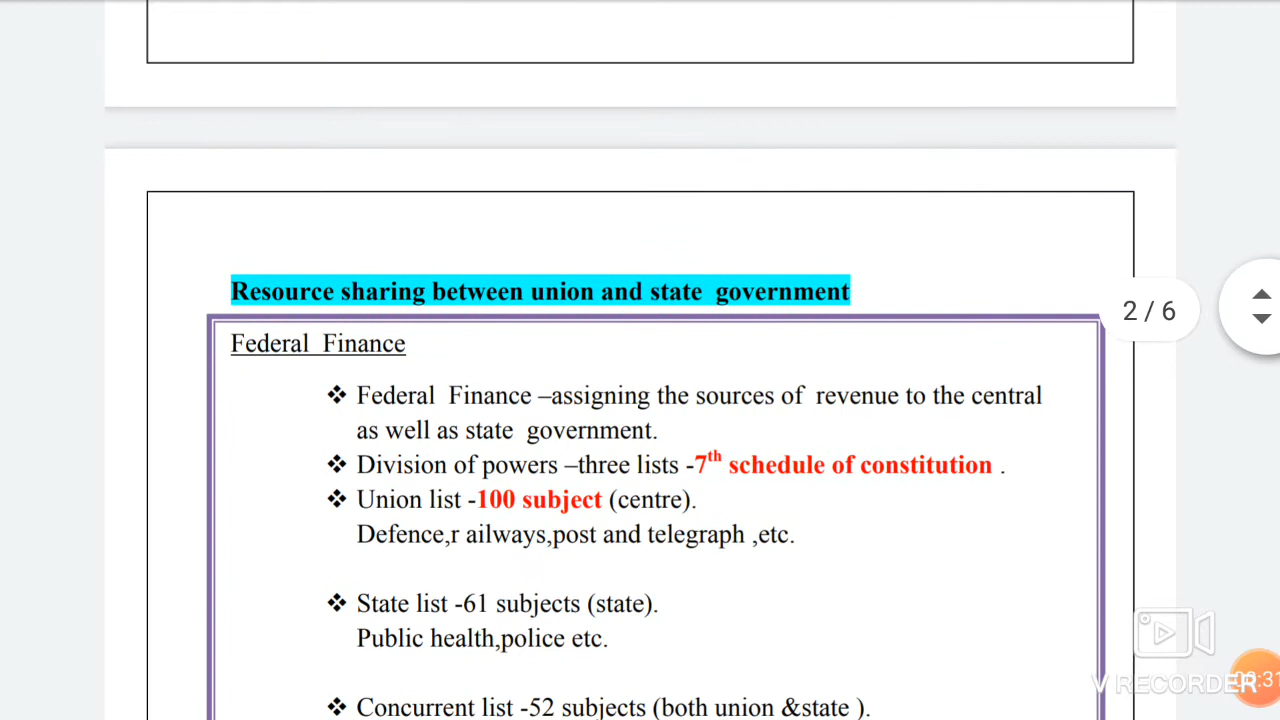 Resource sharing between union and state government
Federal Finance
❖ Federal Finance –assigning the sources of revenue to the central
as well as state government.
❖ Division of powers –three lists -7th schedule of constitution .
❖ Union list -100 subject (centre).
Defence,r ailways,post and telegraph ,etc.
❖ State list -61 subjects (state).
Public health,police etc.
❖ Concurrent list -52 subjects (both union &state ).
2 / 6
V RECORDER